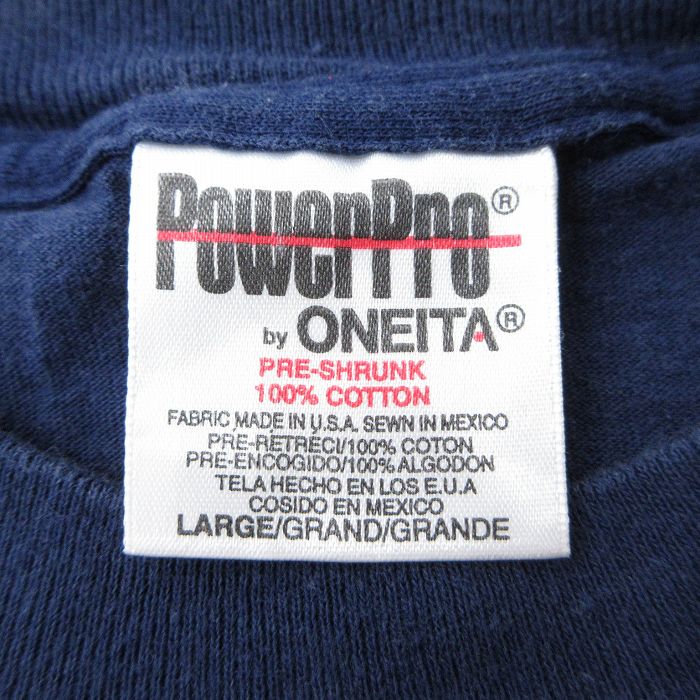 PowerPro®
by ONEITA®
PRE-SHRUNK
100% COTTON
FABRIC MADE IN U.S.A. SEWN IN MEXICO
PRE-RETRECI/100% COTON
PRE-ENCOGIDO/100% ALGODON
TELA HECHO EN LOS E.U.A
COSIDO EN MEXICO
LARGE/GRAND/GRANDE